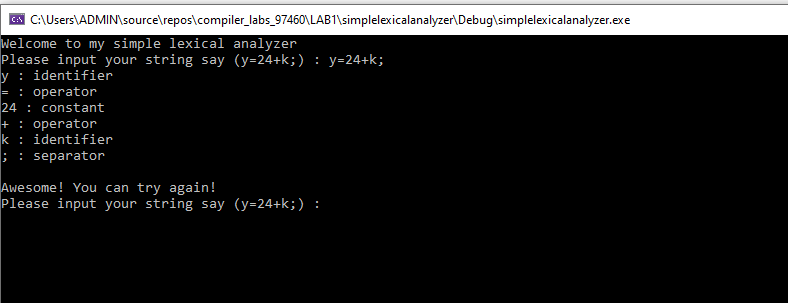 C:\Users\ADMIN\source\repos\compiler_labs_97460\LAB1\simplelexicalanalyzer\Debug\simplelexicalanalyzer.exe
Welcome to my simple lexical analyzer
Please input your string say (y=24+k;) : y=24+k;
y : identifier
= : operator
24 : constant
+ : operator
k : identifier
; : separator
Awesome! You can try again!
Please input your string say (y=24+k;) :